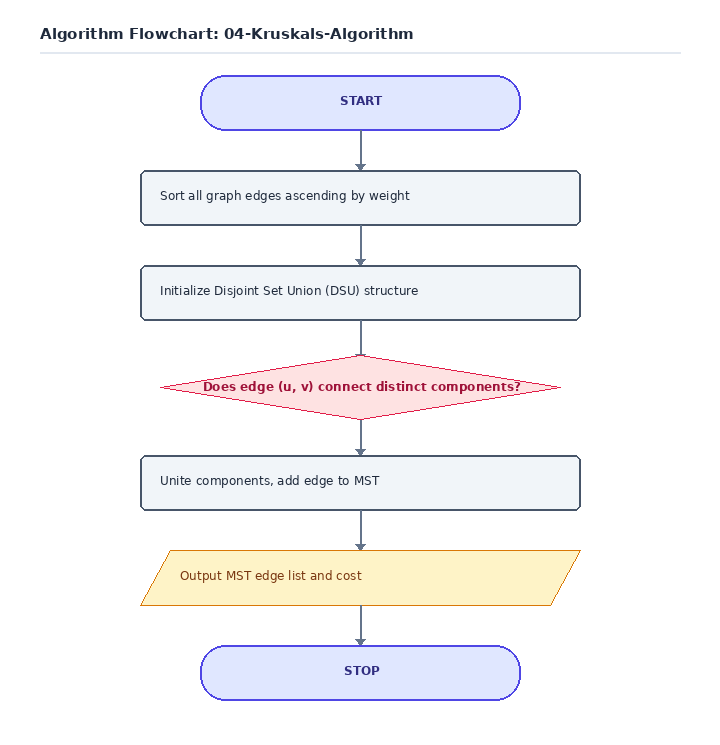 Algorithm Flowchart: 04-Kruskals-Algorithm
START
Sort all graph edges ascending by weight
Initialize Disjoint Set Union (DSU) structure
Does edge (u, v) connect distinct components?
Unite components, add edge to MST
Output MST edge list and cost
STOP